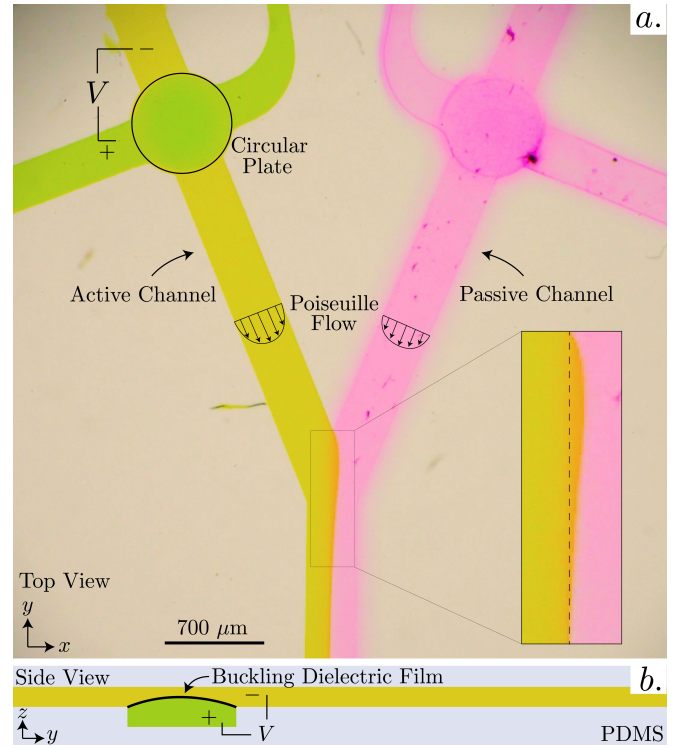 a.
−
V
+
Circular
Plate
Active Channel
Poiseuille
Flow
Passive Channel
Top View
y
x
700 μm
b.
Side View
Buckling Dielectric Film
−
+
V
z
y
PDMS